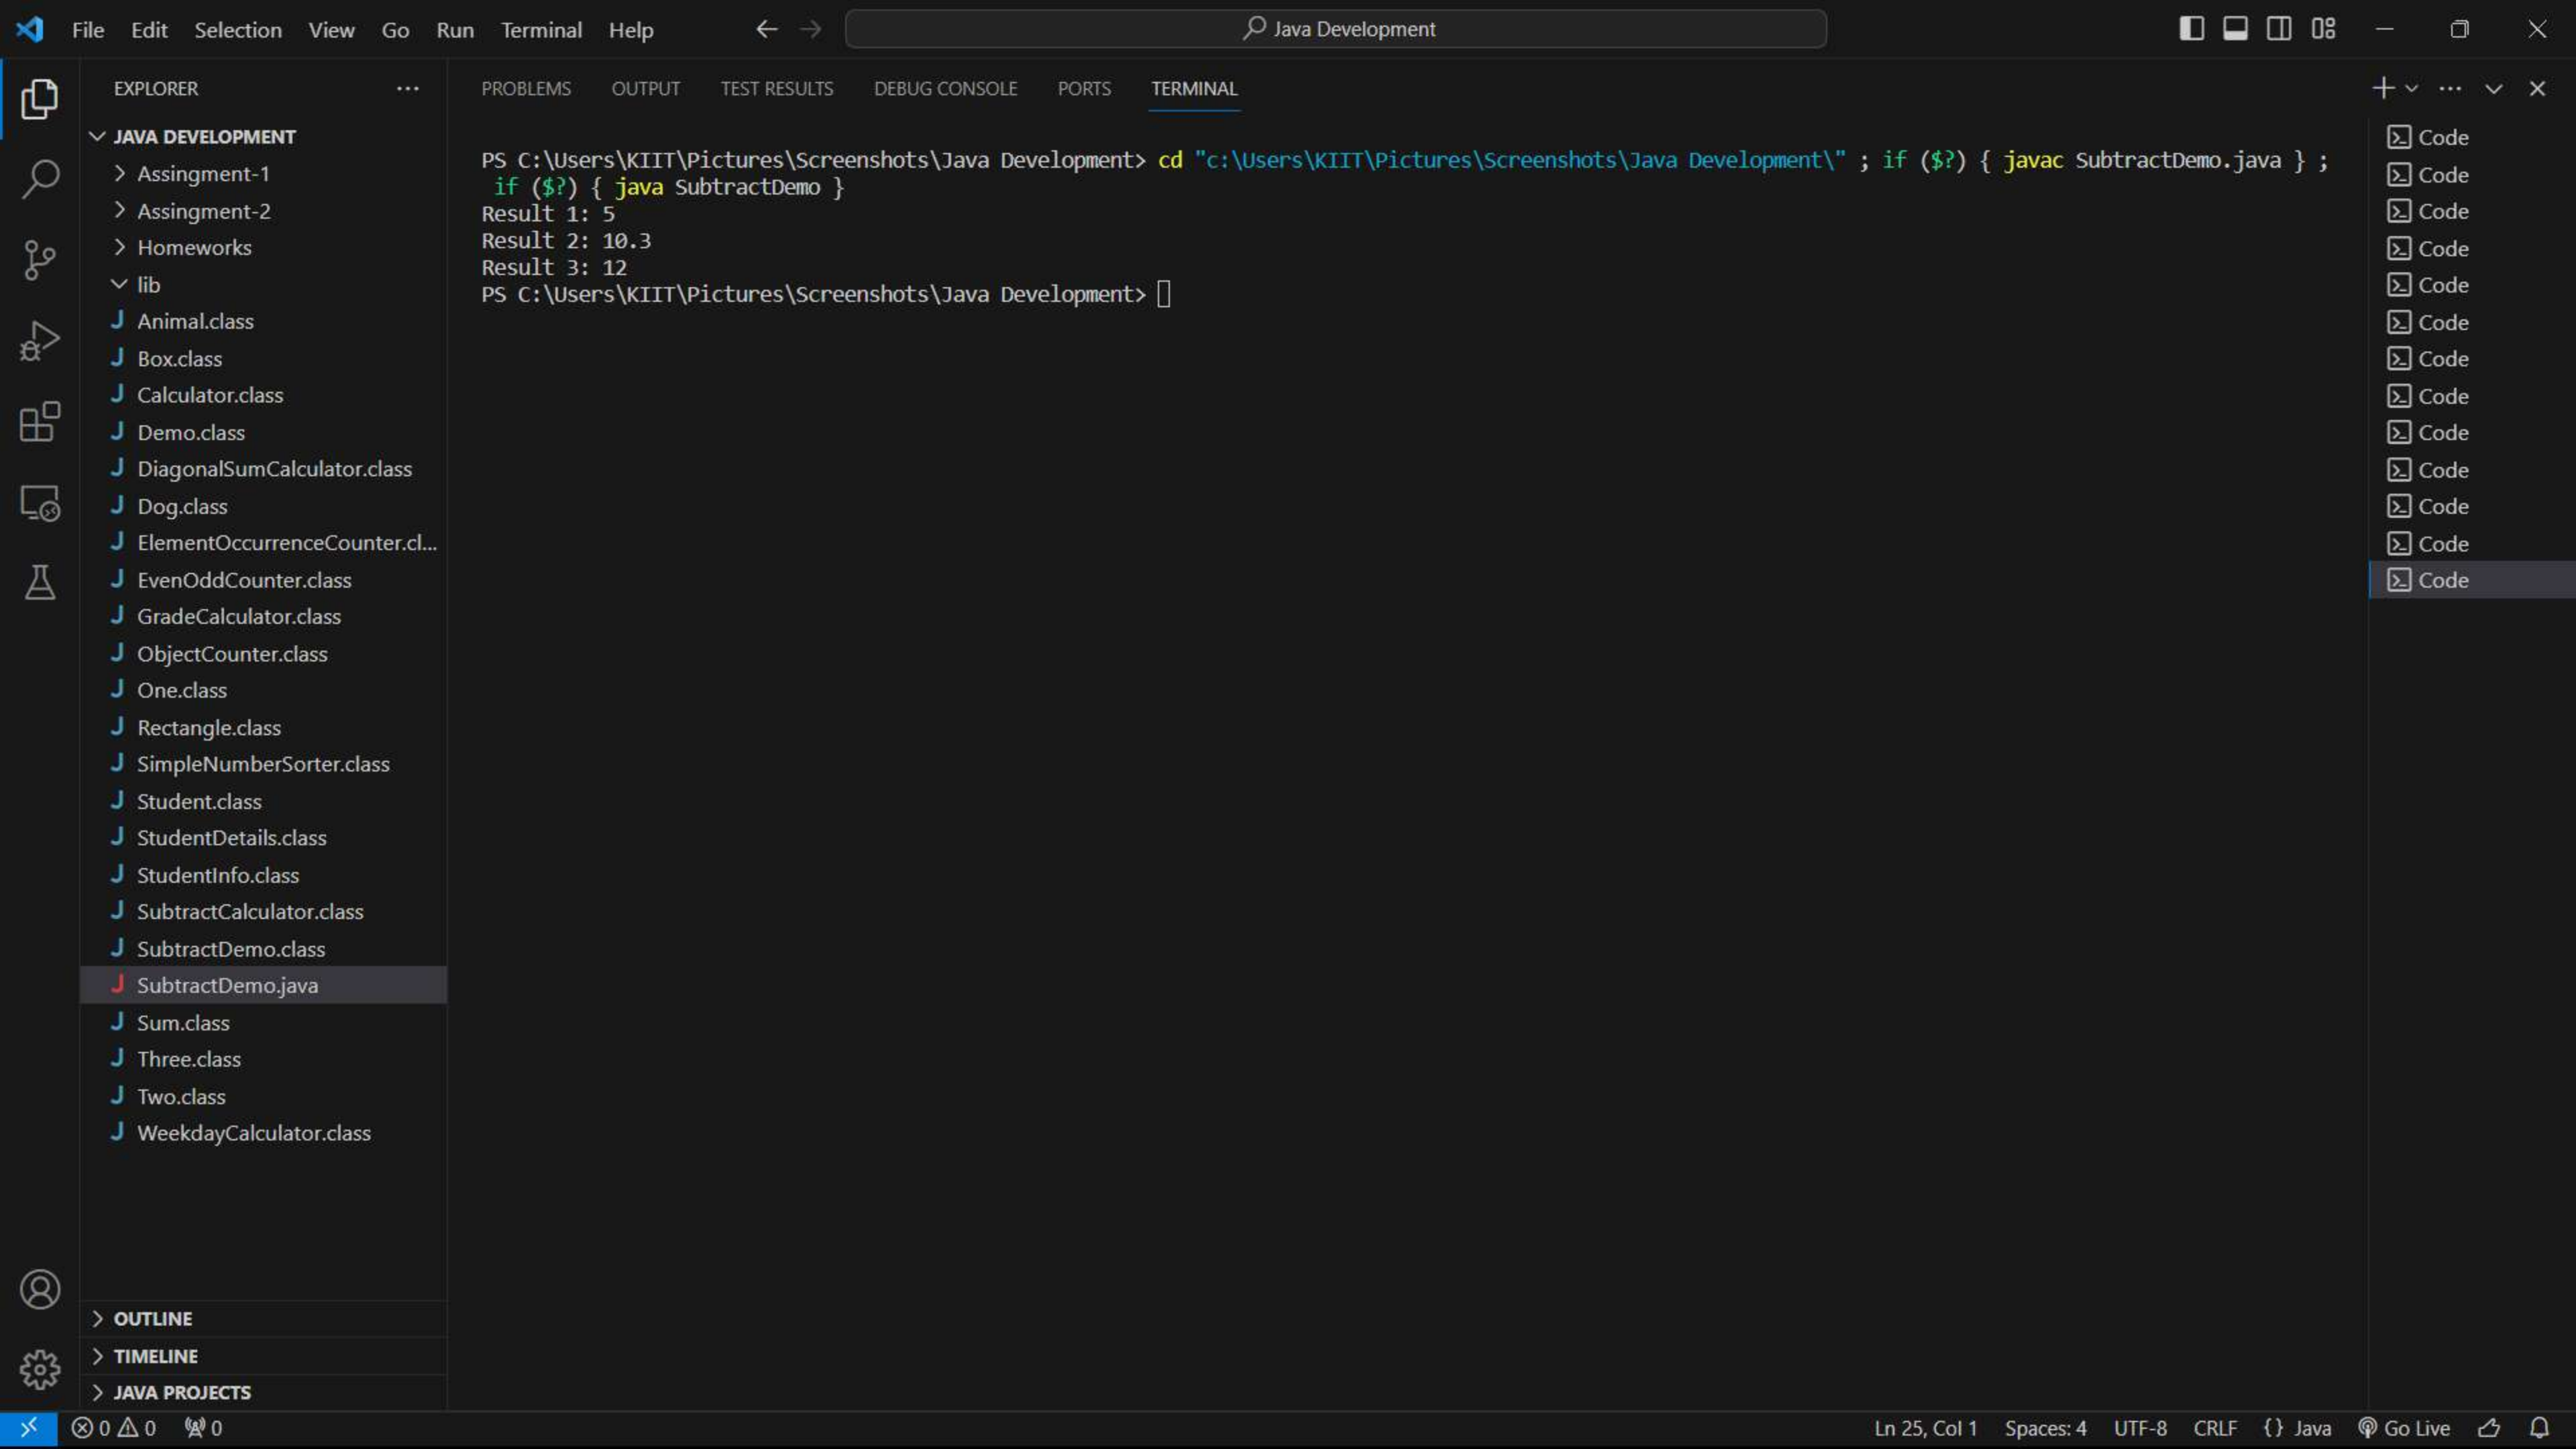 File Edit Selection View Go Run Terminal Help
Java Development
EXPLORER
JAVA DEVELOPMENT
Assingment-1
Assingment-2
Homeworks
lib
Animal.class
Box.class
Calculator.class
Demo.class
DiagonalSumCalculator.class
Dog.class
ElementOccurrenceCounter.cl...
EvenOddCounter.class
GradeCalculator.class
ObjectCounter.class
One.class
Rectangle.class
SimpleNumberSorter.class
Student.class
StudentDetails.class
StudentInfo.class
SubtractCalculator.class
SubtractDemo.class
SubtractDemo.java
Sum.class
Three.class
Two.class
WeekdayCalculator.class
OUTLINE
TIMELINE
JAVA PROJECTS
PROBLEMS OUTPUT TEST RESULTS DEBUG CONSOLE PORTS TERMINAL
PS C:\Users\KIIT\Pictures\Screenshots\Java Development> cd "c:\Users\KIIT\Pictures\Screenshots\Java Development\" ; if ($?) { javac SubtractDemo.java } ;
if ($?) { java SubtractDemo }
Result 1: 5
Result 2: 10.3
Result 3: 12
PS C:\Users\KIIT\Pictures\Screenshots\Java Development>
Code
Code
Code
Code
Code
Code
Code
Code
Code
Code
Code
Code
Code
0 0 0
Ln 25, Col 1 Spaces: 4 UTF-8 CRLF {} Java Go Live